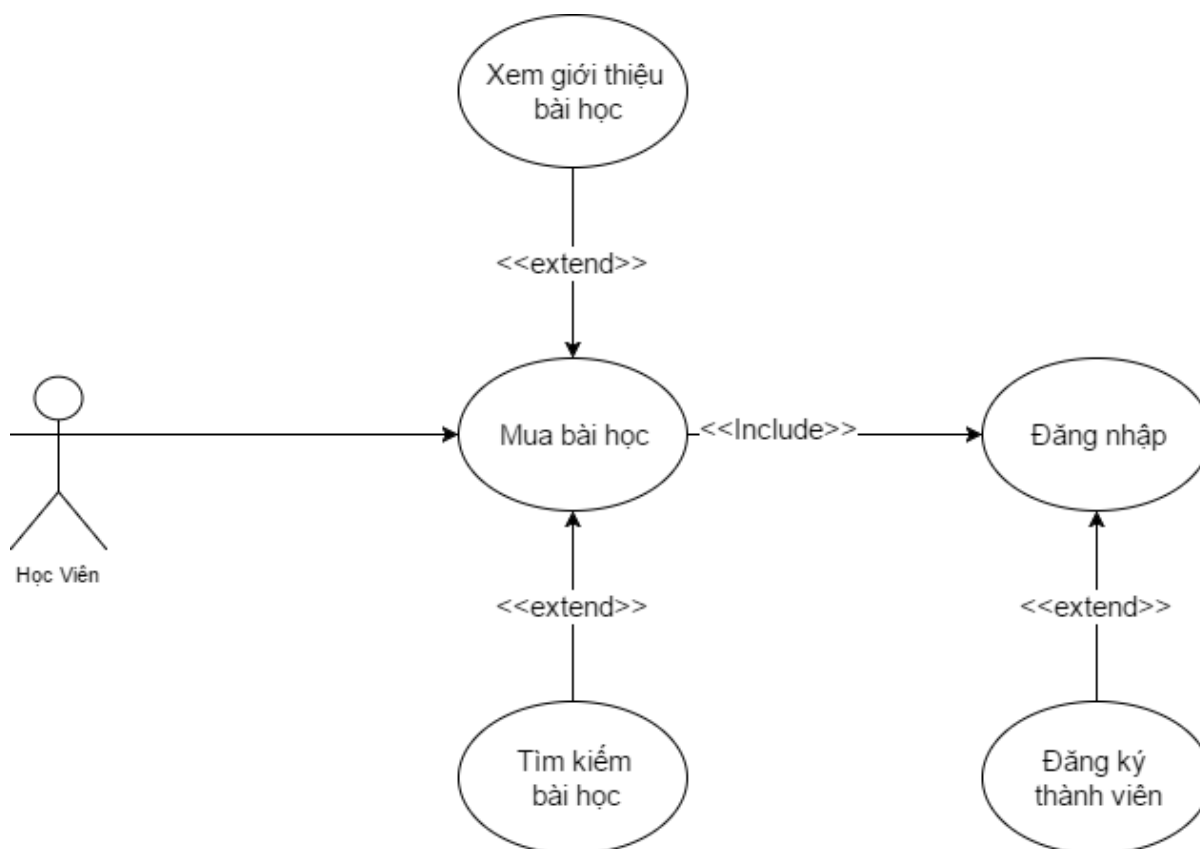 Xem giới thiệu
bài học
<<extend>>
Mua bài học
<<Include>>
Đăng nhập
Học Viên
<<extend>>
<<extend>>
Tìm kiếm
bài học
Đăng ký
thành viên